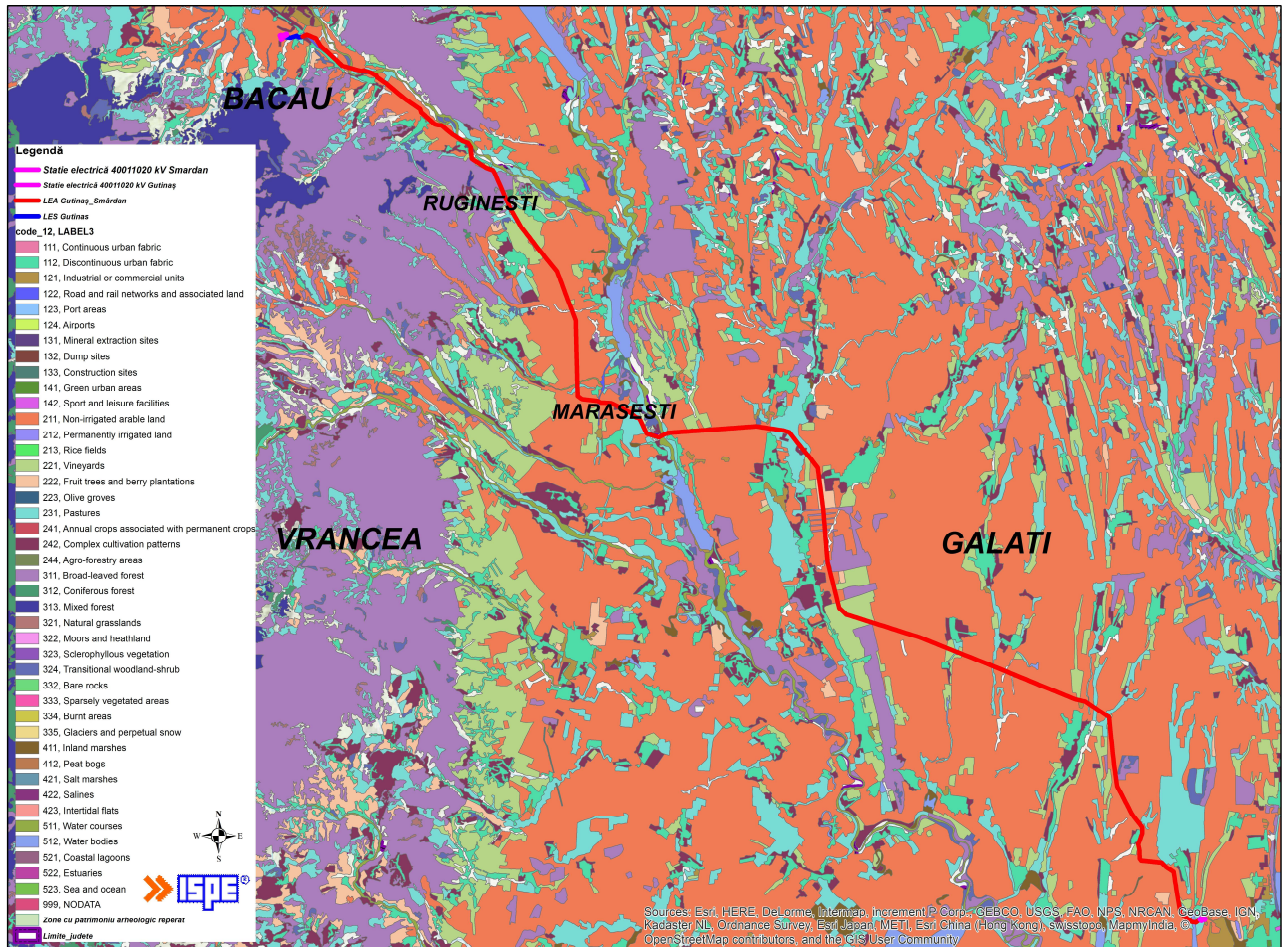 BACAU
RUGINESTI
MARASESTI
VRANCEA
GALATI
Legendă
Statie electrică 40011020 kV Smardan
Statie electrică 40011020 kV Gutinaş
LEA Gutinaş_Smârdan
LES Gutinas
code_12, LABEL3
111, Continuous urban fabric
112, Discontinuous urban fabric
121, Industrial or commercial units
122, Road and rail networks and associated land
123, Port areas
124, Airports
131, Mineral extraction sites
132, Dump sites
133, Construction sites
141, Green urban areas
142, Sport and leisure facilities
211, Non-irrigated arable land
212, Permanently irrigated land
213, Rice fields
221, Vineyards
222, Fruit trees and berry plantations
223, Olive groves
231, Pastures
241, Annual crops associated with permanent crops
242, Complex cultivation patterns
244, Agro-forestry areas
311, Broad-leaved forest
312, Coniferous forest
313, Mixed forest
321, Natural grasslands
322, Moors and heathland
323, Sclerophyllous vegetation
324, Transitional woodland-shrub
332, Bare rocks
333, Sparsely vegetated areas
334, Burnt areas
335, Glaciers and perpetual snow
411, Inland marshes
412, Peat bogs
421, Salt marshes
422, Salines
423, Intertidal flats
511, Water courses
512, Water bodies
521, Coastal lagoons
522, Estuaries
523, Sea and ocean
999, NODATA
Zone cu patrimoniu arheologic reperat
Limite_judete
N
W E
S
ISPE ®
Sources: Esri, HERE, DeLorme, Intermap, increment P Corp., GEBCO, USGS, FAO, NPS, NRCAN, GeoBase, IGN,
Kadaster NL, Ordnance Survey, Esri Japan, METI, Esri China (Hong Kong), swisstopo, MapmyIndia, ©
OpenStreetMap contributors, and the GIS User Community